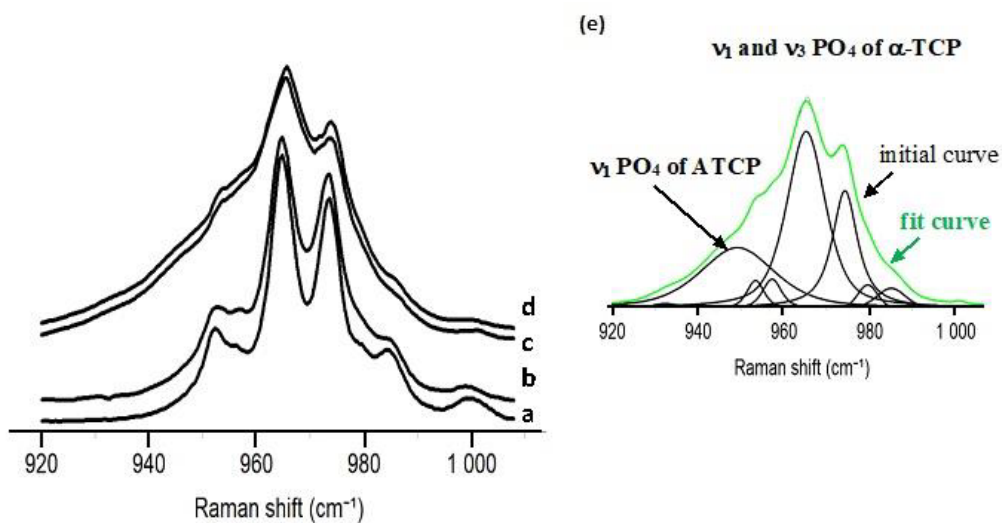 (e)
ν₁ and ν₃ PO₄ of α-TCP
ν₁ PO₄ of ATCP
initial curve
fit curve
d
c
b
a
920 940 960 980 1 000
Raman shift (cm⁻¹)
920 940 960 980 1 000
Raman shift (cm⁻¹)